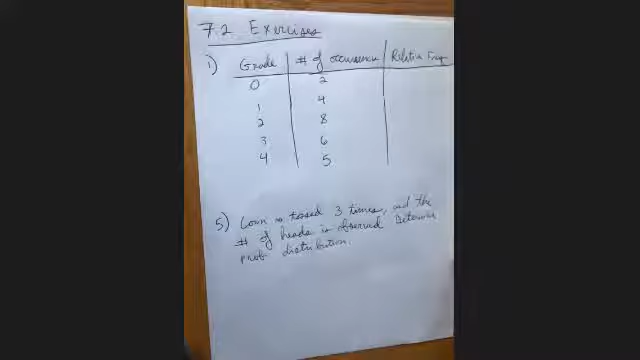 7.2 Exercises
1) Grade # of occurrences Relative Freq
0 2
1 4
2 8
3 6
4 5
5) Coin is tossed 3 times, and the
# of heads is observed Determine
prob distribution.